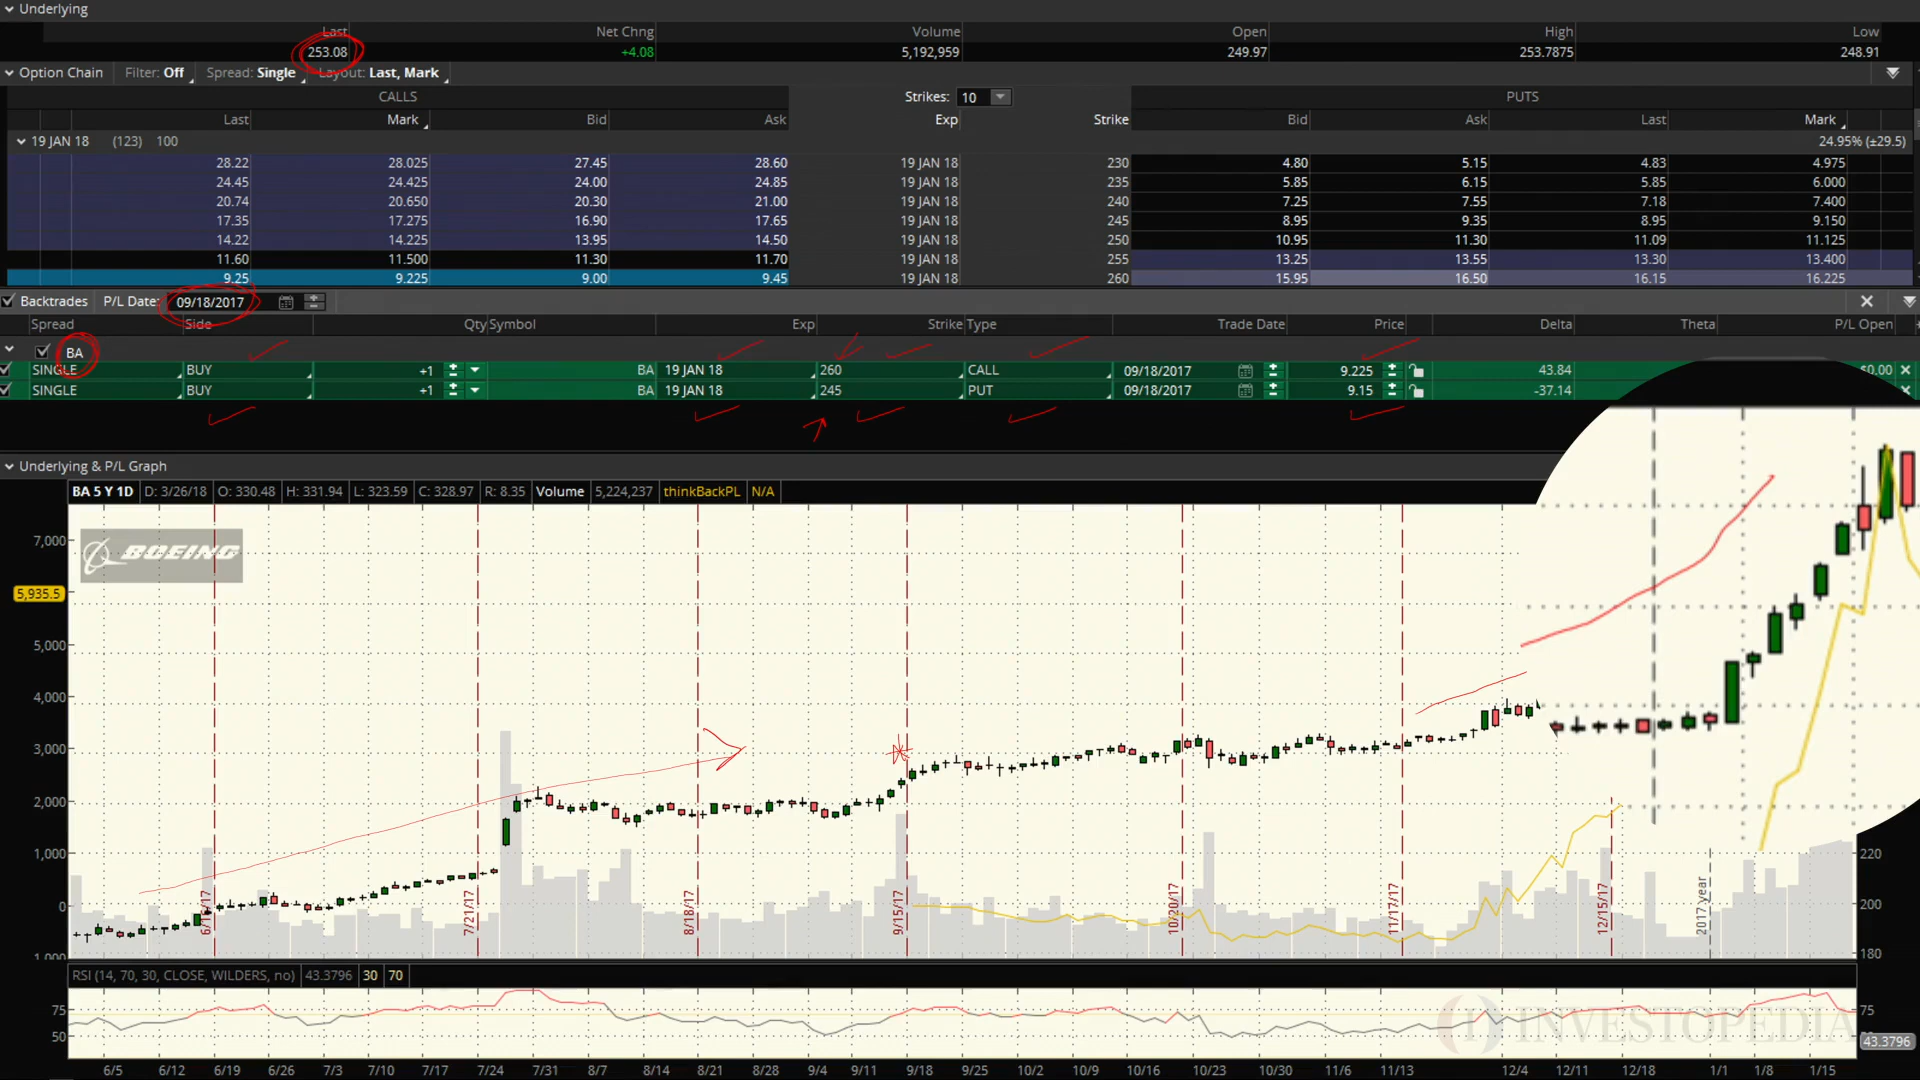 Underlying
Last Net Chng Volume Open High Low
253.08 +4.08 5,192,959 249.97 253.7875 248.91
Option Chain Filter: Off Spread: Single Layout: Last, Mark
CALLS Strikes: 10 PUTS
Last Mark Bid Ask Exp Strike Bid Ask Last Mark
19 JAN 18 (123) 100 24.95% (±29.5)
28.22 28.025 27.45 28.60 19 JAN 18 230 4.80 5.15 4.83 4.975
24.45 24.425 24.00 24.85 19 JAN 18 235 5.85 6.15 5.85 6.000
20.74 20.650 20.30 21.00 19 JAN 18 240 7.25 7.55 7.18 7.400
17.35 17.275 16.90 17.65 19 JAN 18 245 8.95 9.35 8.95 9.150
14.22 14.225 13.95 14.50 19 JAN 18 250 10.95 11.30 11.09 11.125
11.60 11.500 11.30 11.70 19 JAN 18 255 13.25 13.55 13.30 13.400
9.25 9.225 9.00 9.45 19 JAN 18 260 15.95 16.50 16.15 16.225
Backtrades P/L Date: 09/18/2017
Spread Side Qty Symbol Exp Strike Type Trade Date Price Delta Theta P/L Open
BA
SINGLE BUY +1 BA 19 JAN 18 260 CALL 09/18/2017 9.225 43.84 $0.00
SINGLE BUY +1 BA 19 JAN 18 245 PUT 09/18/2017 9.15 -37.14
Underlying & P/L Graph
BA 5 Y 1D D: 3/26/18 O: 330.48 H: 331.94 L: 323.59 C: 328.97 R: 8.35 Volume 5,224,237 thinkBackPL N/A
BOEING
7,000
5,935.5
5,000
4,000
3,000
2,000
1,000 220
0 200
180
7/21/17 8/18/17 9/15/17 10/20/17 11/17/17 12/15/17 2017 year
RSI (14, 70, 30, CLOSE, WILDERS, no) 43.3796 30 70
75 75
50
INVESTOPEDIA
43.3796
6/5 6/12 6/19 6/26 7/3 7/10 7/17 7/24 7/31 8/7 8/14 8/21 8/28 9/4 9/11 9/18 9/25 10/2 10/9 10/16 10/23 10/30 11/6 11/13 12/4 12/11 12/18 1/1 1/8 1/15